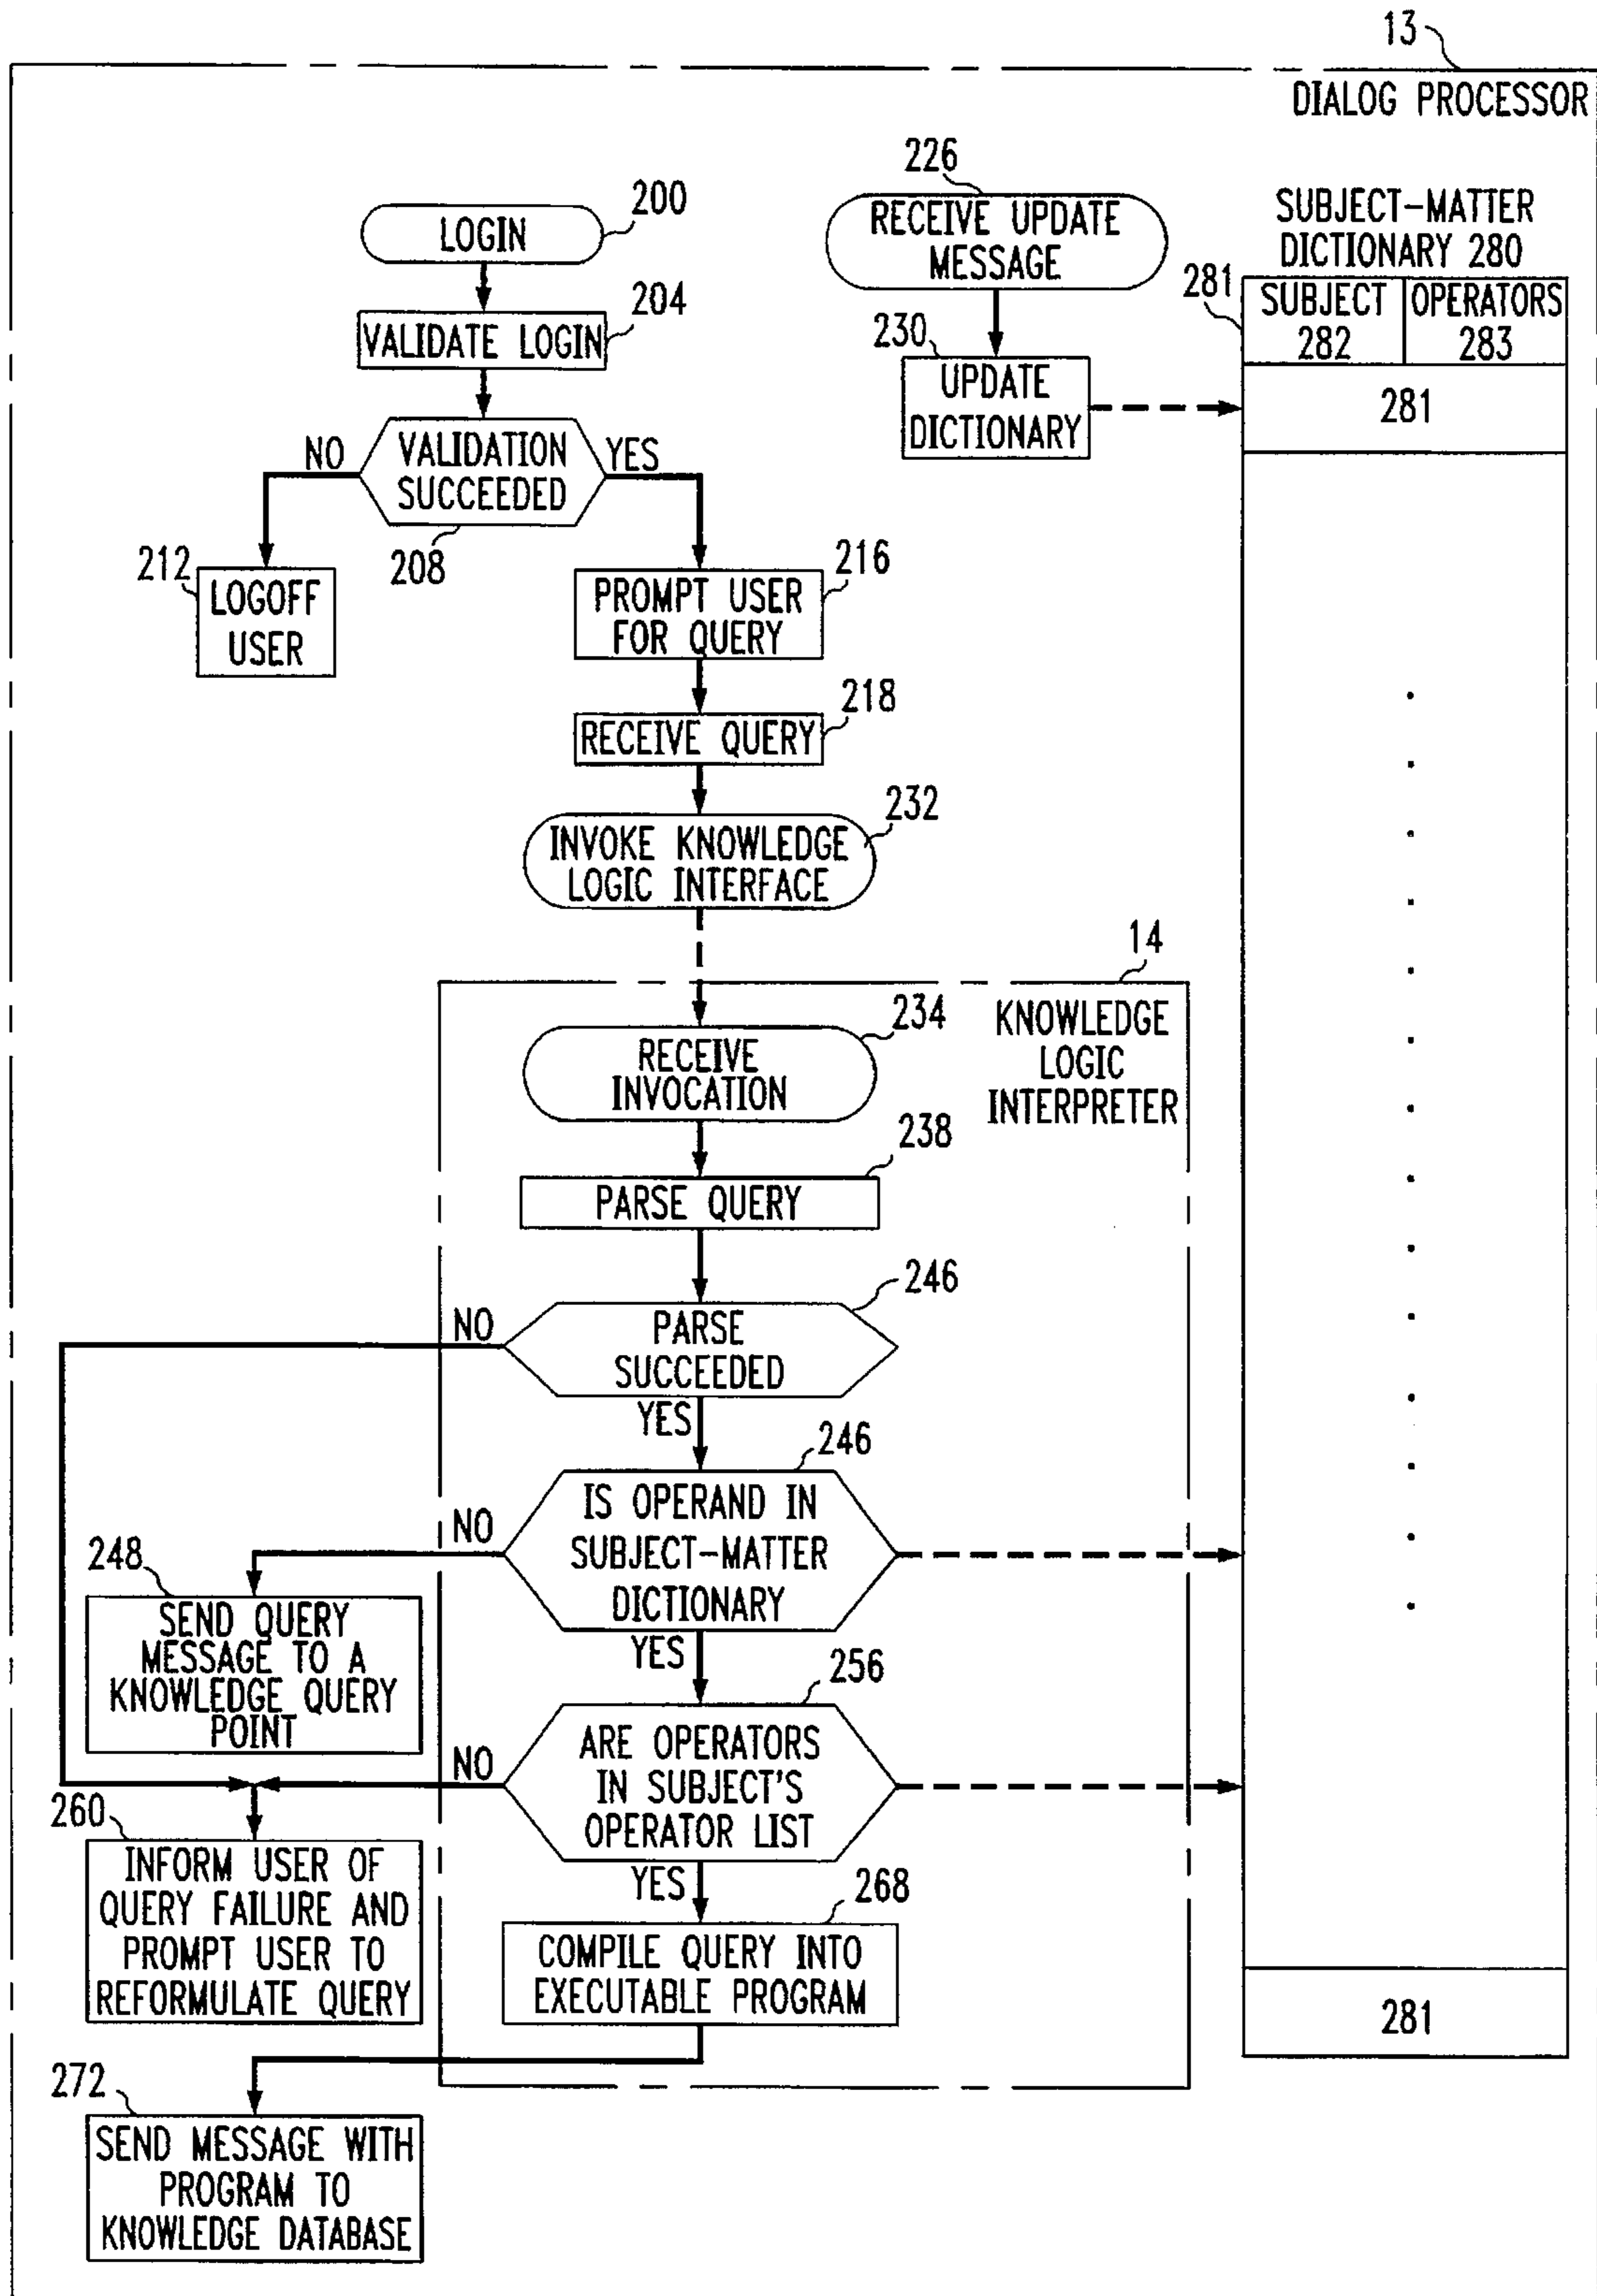 13
DIALOG PROCESSOR
200
LOGIN
204
VALIDATE LOGIN
NO
VALIDATION
SUCCEEDED
YES
208
212
LOGOFF
USER
216
PROMPT USER
FOR QUERY
218
RECEIVE QUERY
232
INVOKE KNOWLEDGE
LOGIC INTERFACE
226
RECEIVE UPDATE
MESSAGE
230
UPDATE
DICTIONARY
SUBJECT-MATTER
DICTIONARY 280
281
SUBJECT
282
OPERATORS
283
281
14
KNOWLEDGE
LOGIC
INTERPRETER
234
RECEIVE
INVOCATION
238
PARSE QUERY
246
NO
PARSE
SUCCEEDED
YES
246
NO
IS OPERAND IN
SUBJECT-MATTER
DICTIONARY
YES
248
SEND QUERY
MESSAGE TO A
KNOWLEDGE QUERY
POINT
256
NO
ARE OPERATORS
IN SUBJECT'S
OPERATOR LIST
YES
260
INFORM USER OF
QUERY FAILURE AND
PROMPT USER TO
REFORMULATE QUERY
268
COMPILE QUERY INTO
EXECUTABLE PROGRAM
281
272
SEND MESSAGE WITH
PROGRAM TO
KNOWLEDGE DATABASE